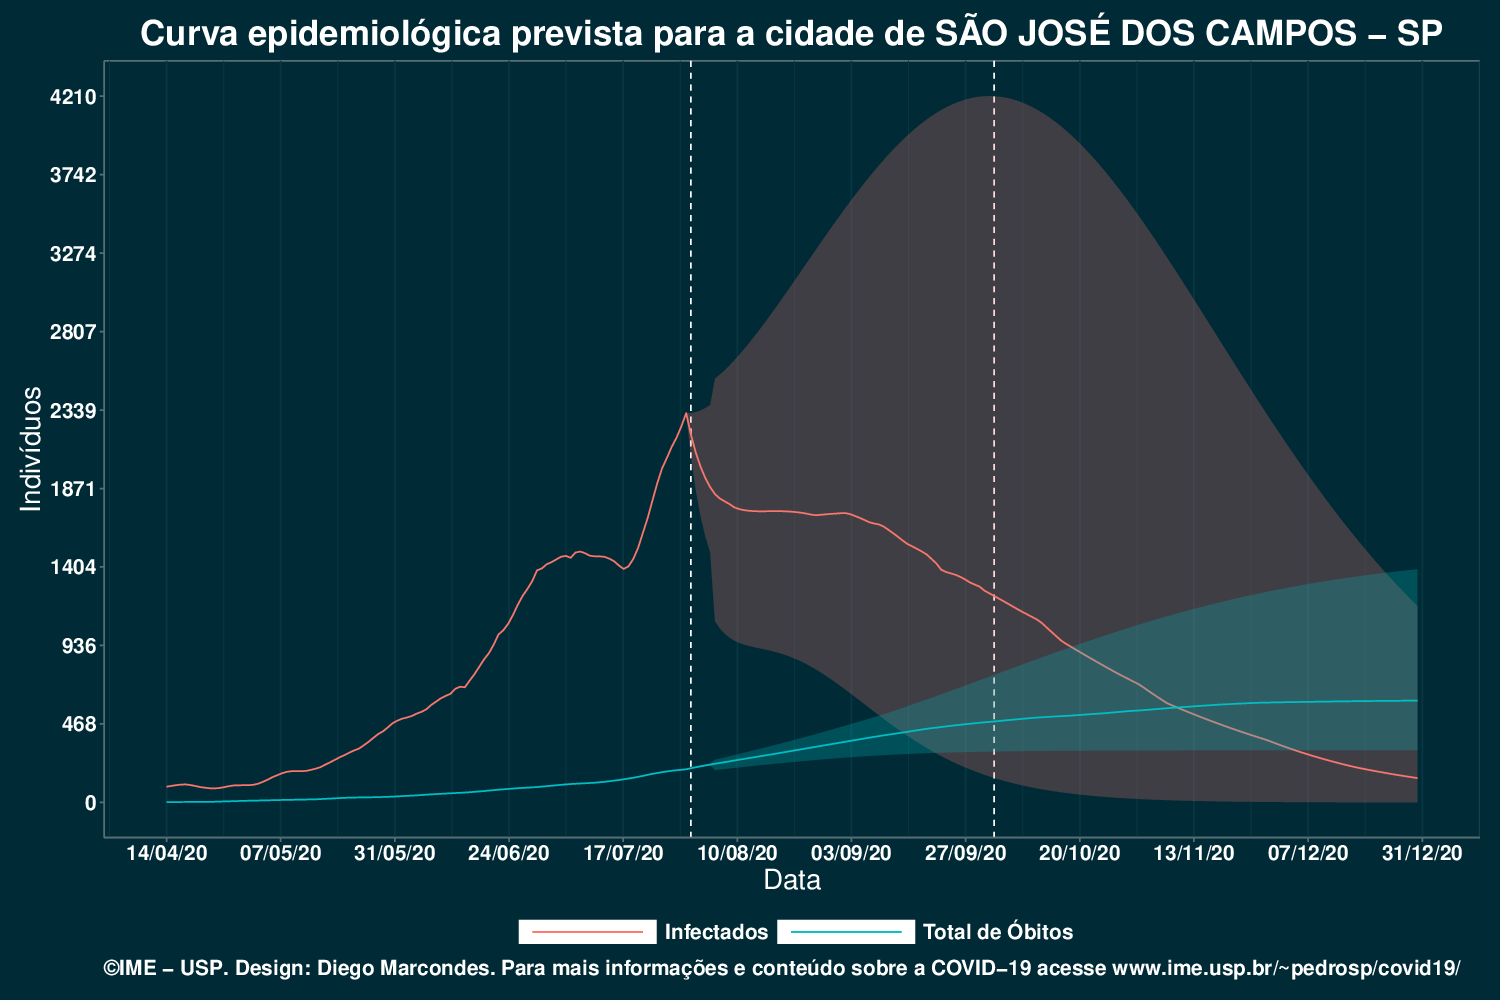 Curva epidemiológica prevista para a cidade de SÃO JOSÉ DOS CAMPOS – SP
4210
3742
3274
2807
2339
1871
1404
936
468
0
Indivíduos
14/04/20 07/05/20 31/05/20 24/06/20 17/07/20 10/08/20 03/09/20 27/09/20 20/10/20 13/11/20 07/12/20 31/12/20
Data
Infectados Total de Óbitos
©IME – USP. Design: Diego Marcondes. Para mais informações e conteúdo sobre a COVID–19 acesse www.ime.usp.br/~pedrosp/covid19/